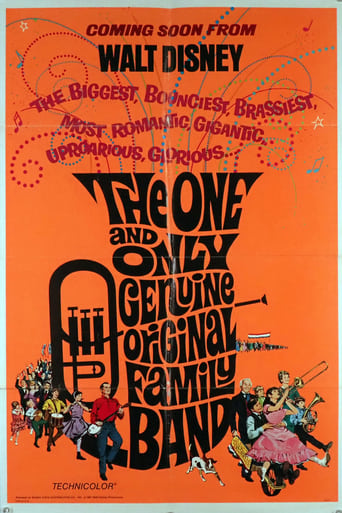 COMING SOON FROM
WALT DISNEY
THE BIGGEST, BOUNCIEST, BRASSIEST,
MOST ROMANTIC, GIGANTIC,
UPROARIOUS, GLORIOUS...
THE ONE
AND
ONLY
GENUINE
ORIGINAL
FAMILY
BAND
TECHNICOLOR®